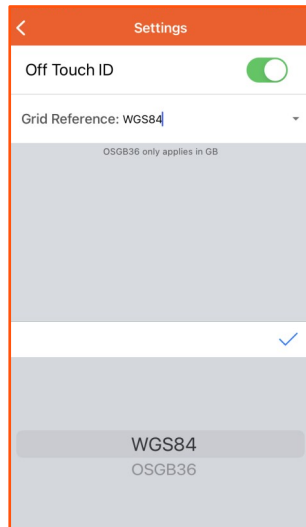 Settings
Off Touch ID
Grid Reference: WGS84
OSGB36 only applies in GB
WGS84
OSGB36